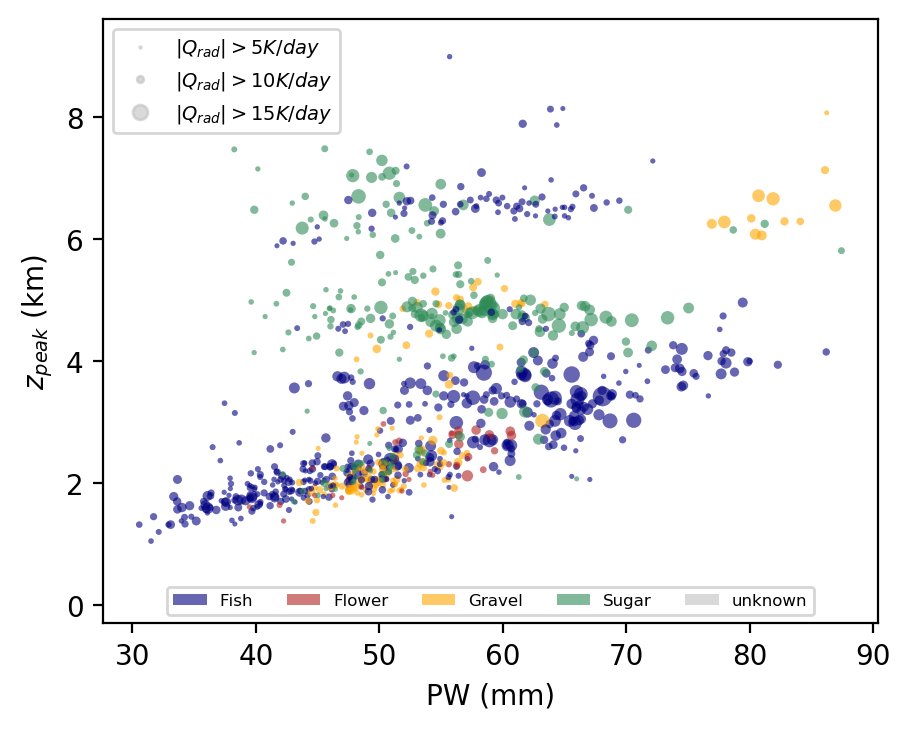 |Q_rad| > 5K/day
|Q_rad| > 10K/day
|Q_rad| > 15K/day
8
6
4
2
0
z_peak (km)
Fish Flower Gravel Sugar unknown
30 40 50 60 70 80 90
PW (mm)